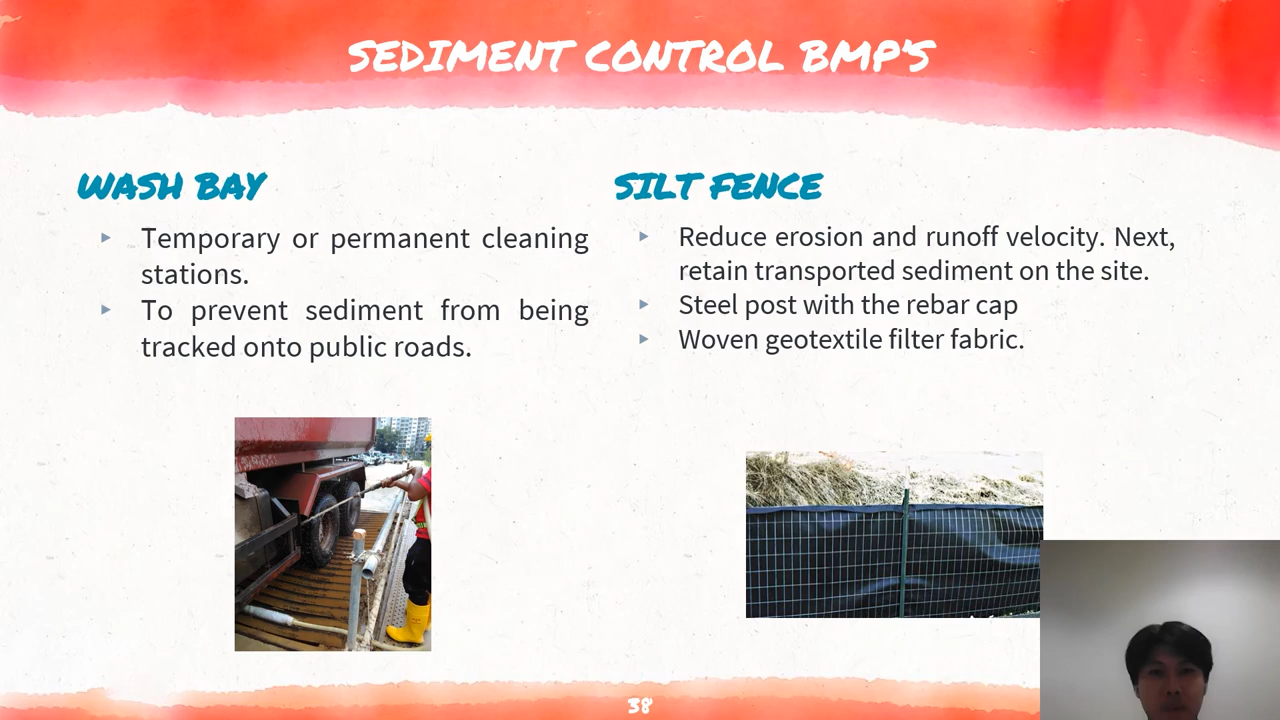 SEDIMENT CONTROL BMP'S
WASH BAY
▸ Temporary or permanent cleaning
stations.
▸ To prevent sediment from being
tracked onto public roads.
SILT FENCE
▸ Reduce erosion and runoff velocity. Next,
retain transported sediment on the site.
▸ Steel post with the rebar cap
▸ Woven geotextile filter fabric.
38